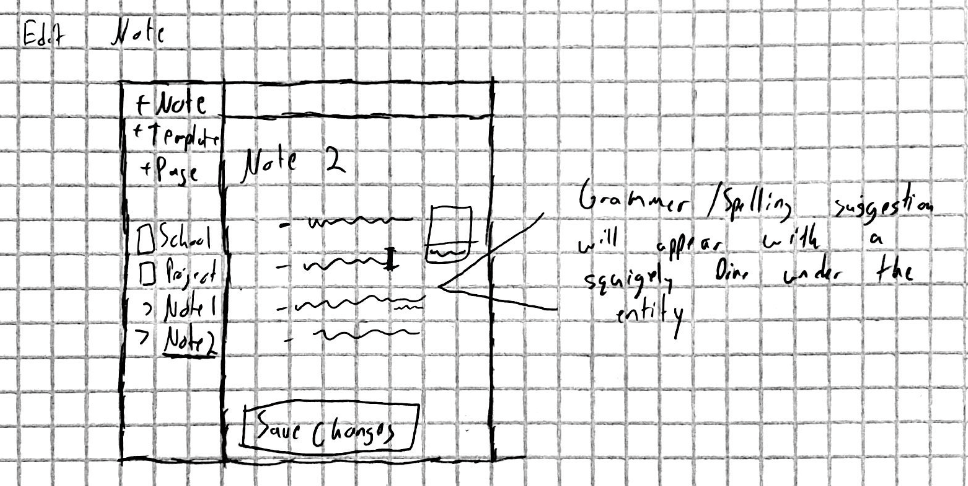 Edit Note
+ Note
+ Template
+ Page
School
Project
> Note 1
> Note 2
Note 2
Save Changes
Grammer / Spelling suggestion
will appear with a
squigely line under the
entity